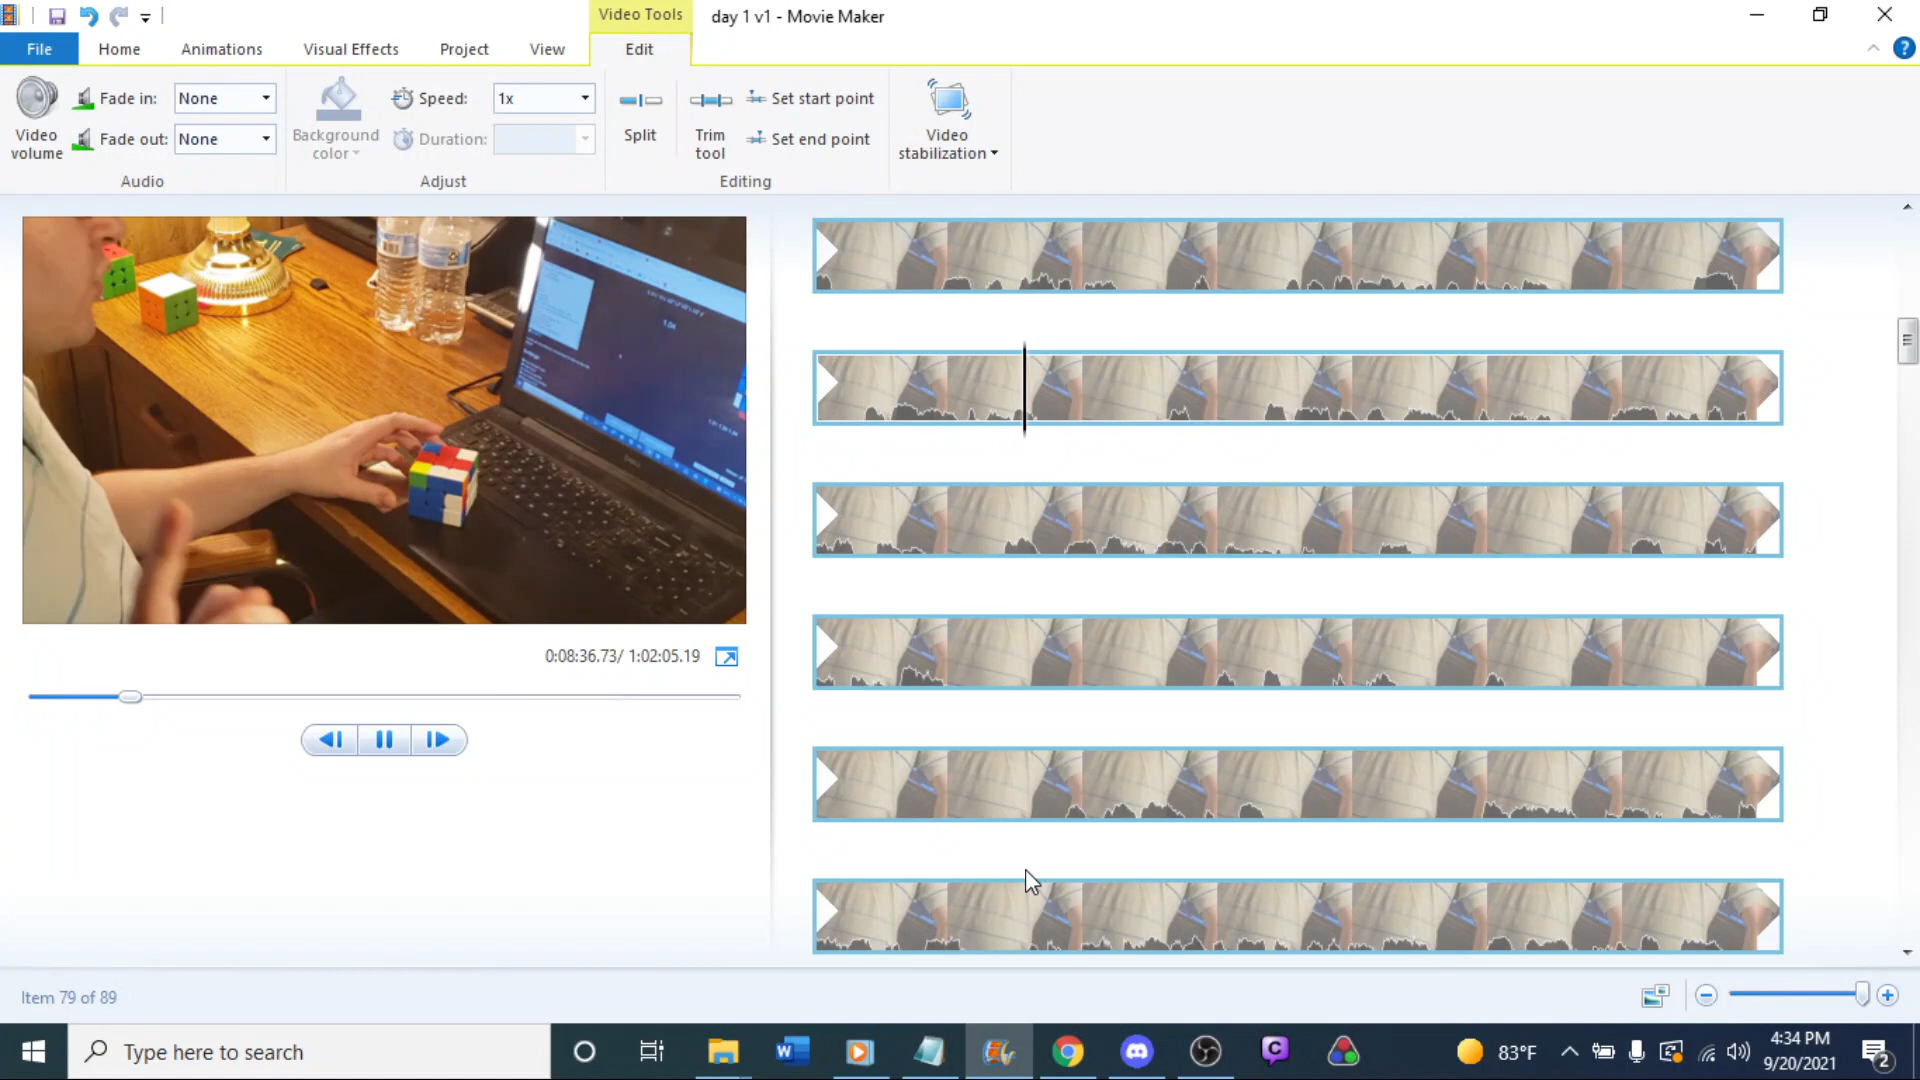 Video Tools
day 1 v1 - Movie Maker
File
Home
Animations
Visual Effects
Project
View
Edit
Video
volume
Fade in:
None
Fade out:
None
Audio
Background
color
Speed:
1x
Duration:
Adjust
Split
Trim
tool
Set start point
Set end point
Editing
Video
stabilization
0:08:36.73/ 1:02:05.19
Item 79 of 89
Type here to search
83°F
4:34 PM
9/20/2021
2